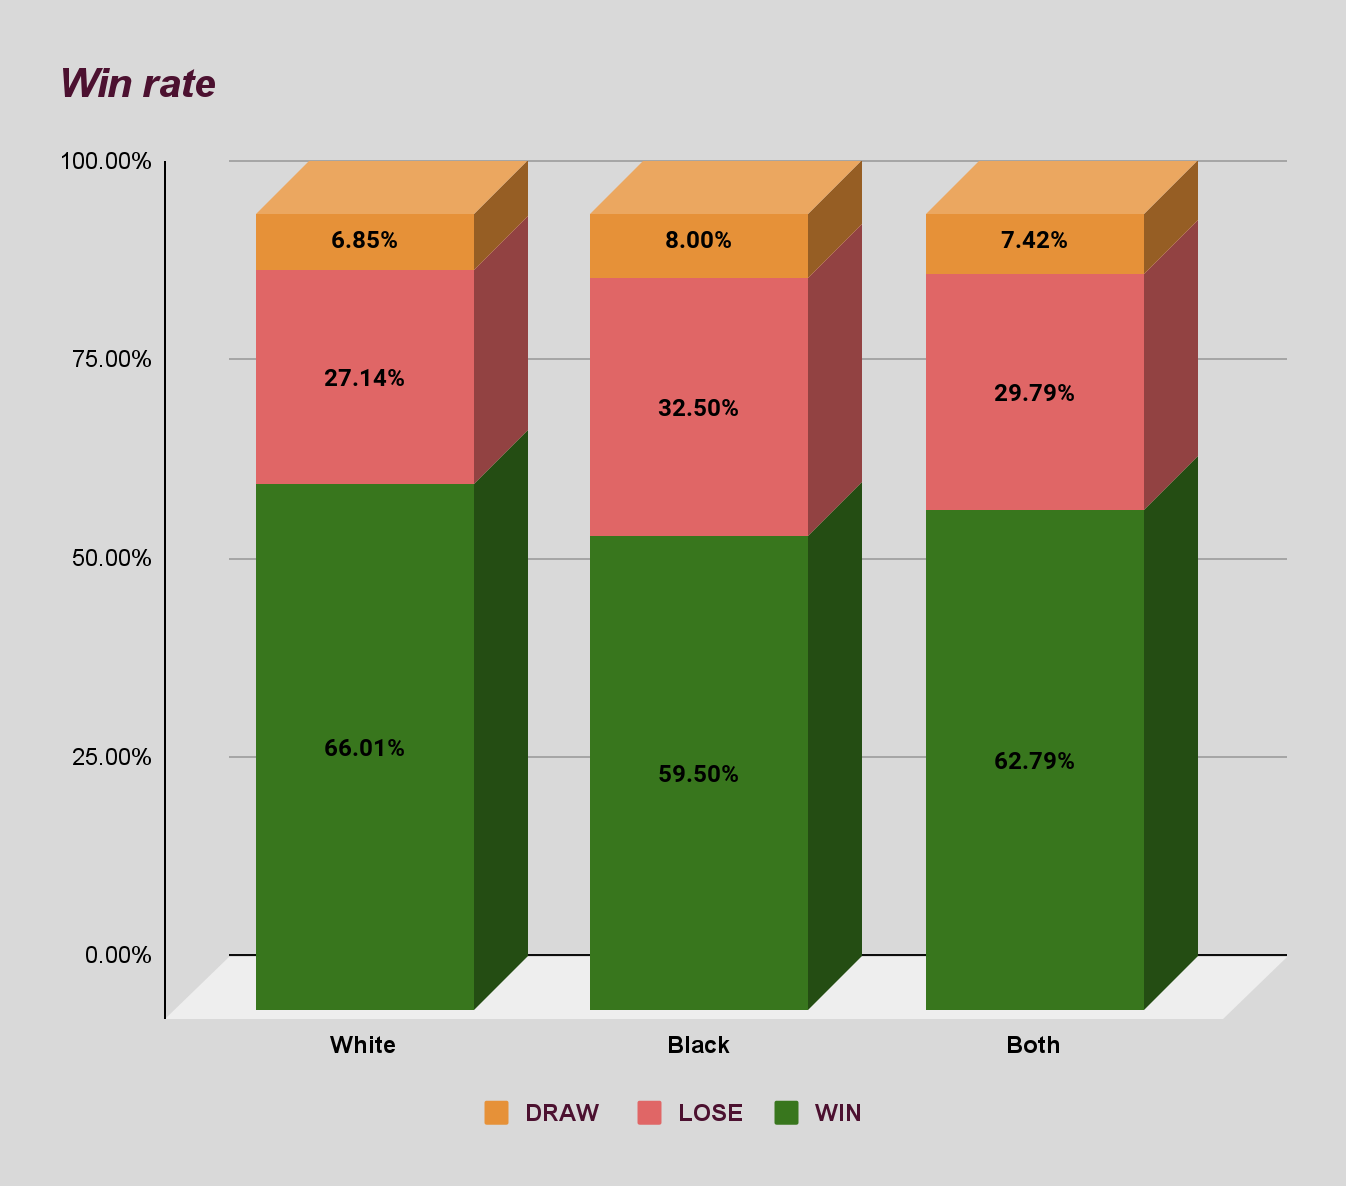 Win rate
100.00%
6.85%
8.00%
7.42%
75.00%
27.14%
32.50%
29.79%
50.00%
66.01%
59.50%
62.79%
25.00%
0.00%
White
Black
Both
DRAW
LOSE
WIN